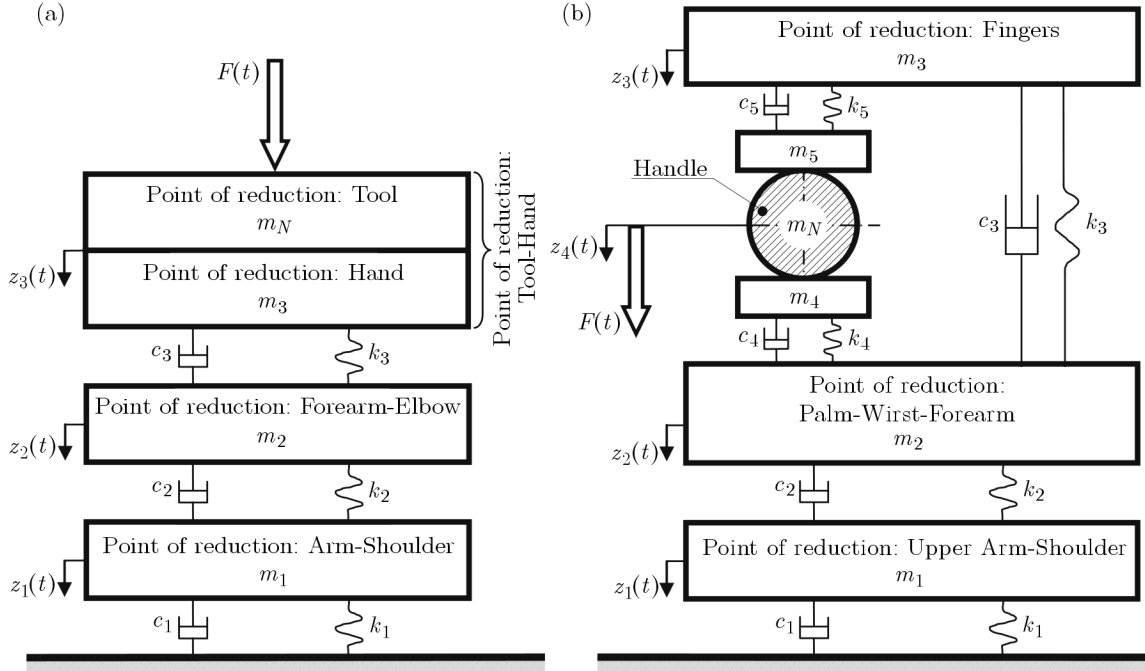 (a)
F(t)
Point of reduction: Tool
m_N
z_3(t)
Point of reduction: Hand
m_3
Point of reduction:
Tool-Hand
c_3
k_3
Point of reduction: Forearm-Elbow
m_2
z_2(t)
c_2
k_2
Point of reduction: Arm-Shoulder
m_1
z_1(t)
c_1
k_1
(b)
Point of reduction: Fingers
m_3
z_3(t)
c_5
k_5
m_5
Handle
m_N
z_4(t)
F(t)
m_4
c_4
k_4
c_3
k_3
Point of reduction:
Palm-Wirst-Forearm
m_2
z_2(t)
c_2
k_2
Point of reduction: Upper Arm-Shoulder
m_1
z_1(t)
c_1
k_1